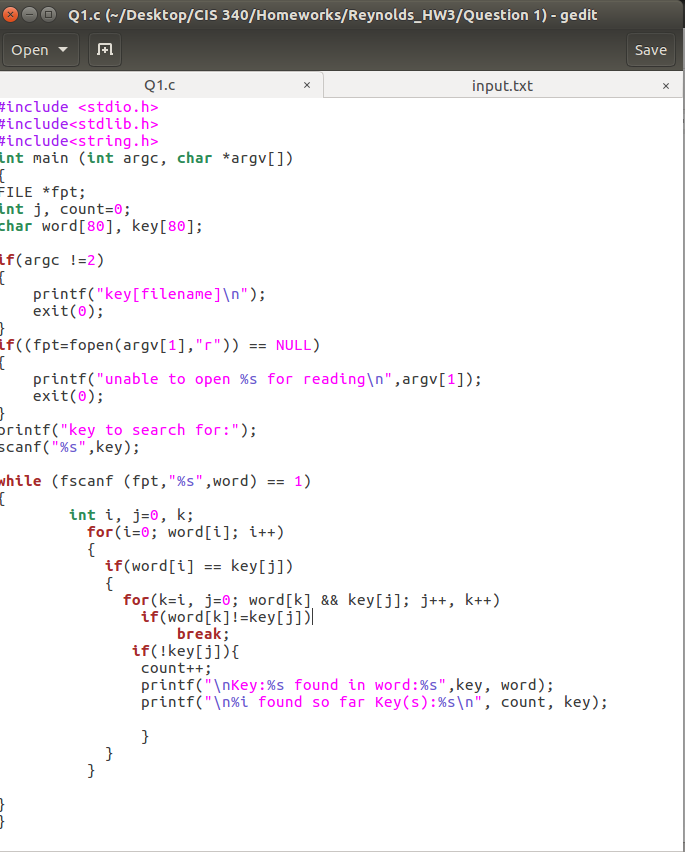 Q1.c (~/Desktop/CIS 340/Homeworks/Reynolds_HW3/Question 1) - gedit
Open Save
Q1.c × input.txt ×
#include <stdio.h>
#include<stdlib.h>
#include<string.h>
int main (int argc, char *argv[])
{
FILE *fpt;
int j, count=0;
char word[80], key[80];

if(argc !=2)
{
    printf("key[filename]\n");
    exit(0);
}
if((fpt=fopen(argv[1],"r")) == NULL)
{
    printf("unable to open %s for reading\n",argv[1]);
    exit(0);
}
printf("key to search for:");
scanf("%s",key);

while (fscanf (fpt,"%s",word) == 1)
{
        int i, j=0, k;
          for(i=0; word[i]; i++)
          {
            if(word[i] == key[j])
            {
              for(k=i, j=0; word[k] && key[j]; j++, k++)
                if(word[k]!=key[j])
                    break;
               if(!key[j]){
                count++;
                printf("\nKey:%s found in word:%s",key, word);
                printf("\n%i found so far Key(s):%s\n", count, key);

                }
            }
          }

}
}